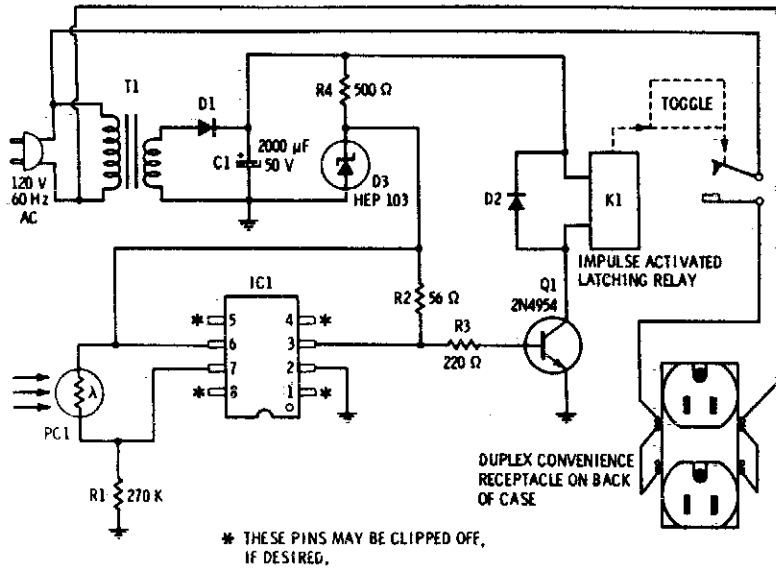 T1
D1
R4
500 Ω
TOGGLE
2000 µF
50 V
C1
+
D3
HEP 103
D2
K1
120 V
60 Hz
AC
IMPULSE ACTIVATED
LATCHING RELAY
IC1
R2
56 Ω
Q1
2N4954
* 5
4 *
R3
220 Ω
6
3
7
2
* 8
1 *
λ
PC1
R1
270 K
DUPLEX CONVENIENCE
RECEPTACLE ON BACK
OF CASE
* THESE PINS MAY BE CLIPPED OFF,
IF DESIRED,